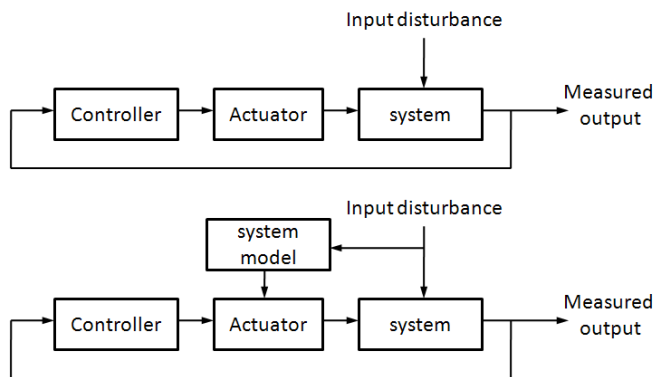 Input disturbance
Measured
output
Controller
Actuator
system
Input disturbance
system
model
Measured
output
Controller
Actuator
system